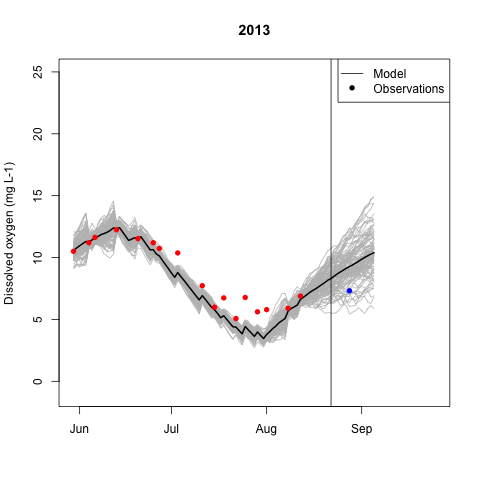 2013
Model
Observations
Dissolved oxygen (mg L-1)
25
20
15
10
5
0
Jun
Jul
Aug
Sep